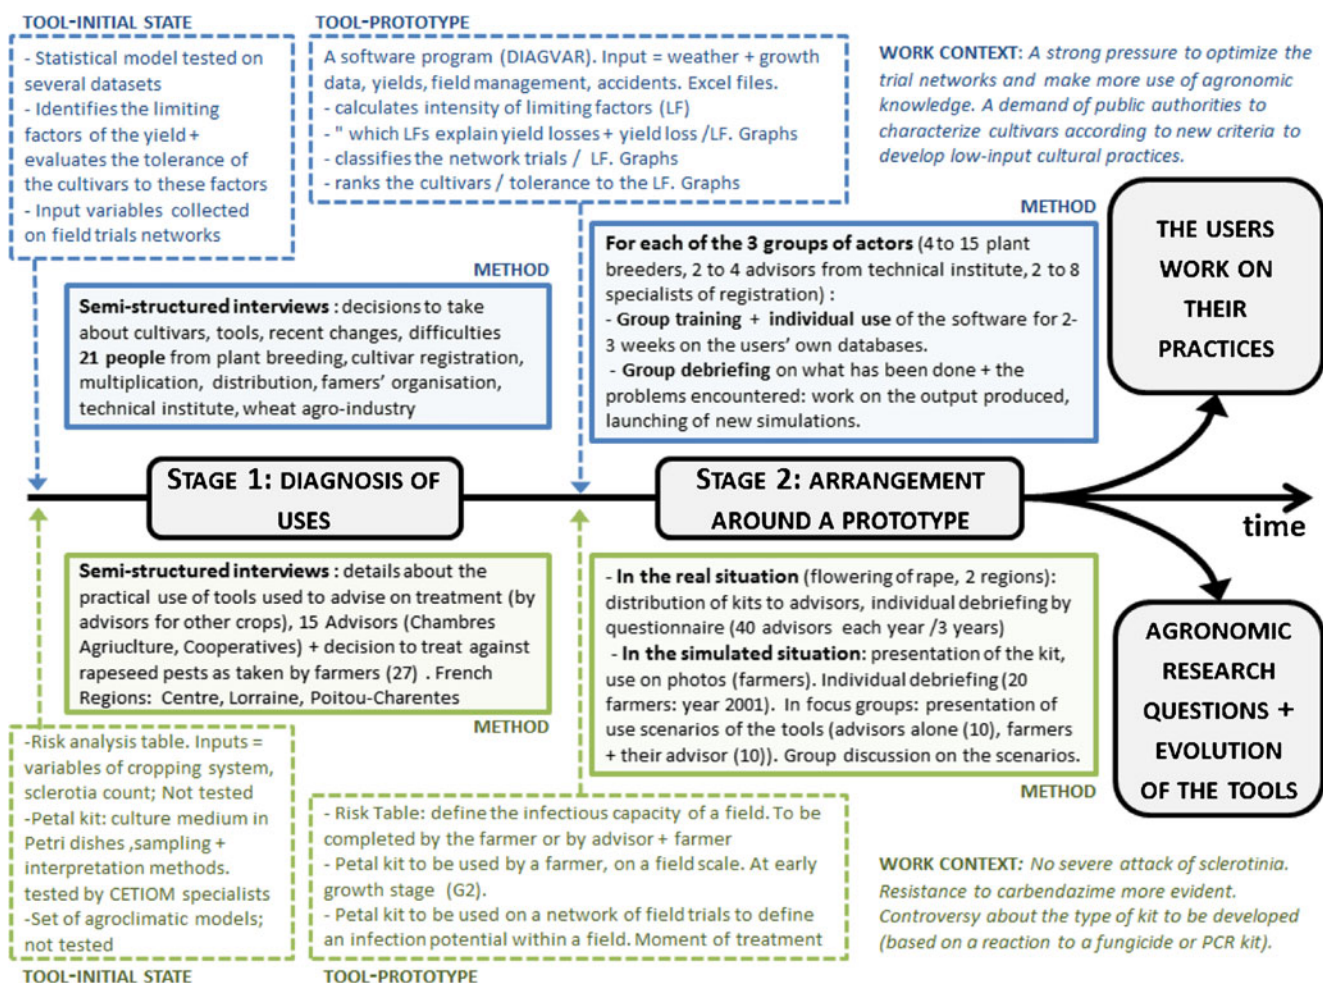 TOOL-INITIAL STATE
- Statistical model tested on
several datasets
- Identifies the limiting
factors of the yield +
evaluates the tolerance of
the cultivars to these factors
- Input variables collected
on field trials networks
TOOL-PROTOTYPE
A software program (DIAGVAR). Input = weather + growth
data, yields, field management, accidents. Excel files.
- calculates intensity of limiting factors (LF)
- " which LFs explain yield losses + yield loss /LF. Graphs
- classifies the network trials / LF. Graphs
- ranks the cultivars / tolerance to the LF. Graphs
WORK CONTEXT: A strong pressure to optimize the
trial networks and make more use of agronomic
knowledge. A demand of public authorities to
characterize cultivars according to new criteria to
develop low-input cultural practices.
METHOD
Semi-structured interviews : decisions to take
about cultivars, tools, recent changes, difficulties
21 people from plant breeding, cultivar registration,
multiplication, distribution, famers' organisation,
technical institute, wheat agro-industry
METHOD
For each of the 3 groups of actors (4 to 15 plant
breeders, 2 to 4 advisors from technical institute, 2 to 8
specialists of registration) :
- Group training + individual use of the software for 2-
3 weeks on the users' own databases.
- Group debriefing on what has been done + the
problems encountered: work on the output produced,
launching of new simulations.
THE USERS
WORK ON
THEIR
PRACTICES
STAGE 1: DIAGNOSIS OF
USES
STAGE 2: ARRANGEMENT
AROUND A PROTOTYPE
time
Semi-structured interviews : details about the
practical use of tools used to advise on treatment (by
advisors for other crops), 15 Advisors (Chambres
Agriuclture, Cooperatives) + decision to treat against
rapeseed pests as taken by farmers (27) . French
Regions: Centre, Lorraine, Poitou-Charentes
METHOD
- In the real situation (flowering of rape, 2 regions):
distribution of kits to advisors, individual debriefing by
questionnaire (40 advisors each year /3 years)
- In the simulated situation: presentation of the kit,
use on photos (farmers). Individual debriefing (20
farmers: year 2001). In focus groups: presentation of
use scenarios of the tools (advisors alone (10), farmers
+ their advisor (10)). Group discussion on the scenarios.
METHOD
AGRONOMIC
RESEARCH
QUESTIONS +
EVOLUTION
OF THE TOOLS
-Risk analysis table. Inputs =
variables of cropping system,
sclerotia count; Not tested
-Petal kit: culture medium in
Petri dishes ,sampling +
interpretation methods.
tested by CETIOM specialists
-Set of agroclimatic models;
not tested
TOOL-INITIAL STATE
- Risk Table: define the infectious capacity of a field. To be
completed by the farmer or by advisor + farmer
- Petal kit to be used by a farmer, on a field scale. At early
growth stage (G2).
- Petal kit to be used on a network of field trials to define
an infection potential within a field. Moment of treatment
TOOL-PROTOTYPE
WORK CONTEXT: No severe attack of sclerotinia.
Resistance to carbendazime more evident.
Controversy about the type of kit to be developed
(based on a reaction to a fungicide or PCR kit).